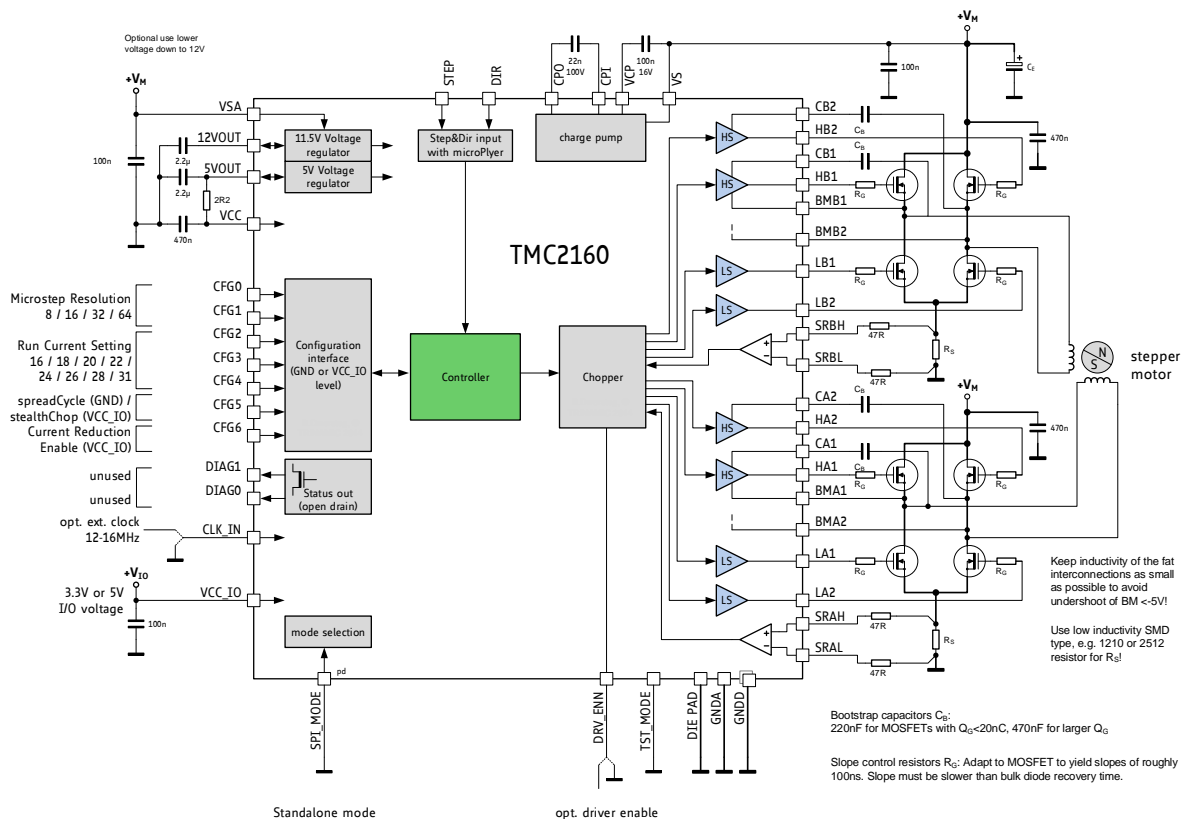 Optional use lower
voltage down to 12V
+VM
VSA
100n
12VOUT
2.2µ
5VOUT
2.2µ
2R2
VCC
470n
11.5V Voltage
regulator
5V Voltage
regulator
STEP
DIR
Step&Dir input
with microPlyer
CPO
22n
100V
CPI
VCP
100n
16V
VS
charge pump
+VM
100n
CE
470n
TMC2160
HS
HS
LS
LS
CB2
CB
HB2
CB1
CB
HB1
RG
RG
BMB1
BMB2
LB1
RG
RG
LB2
SRBH
47R
RS
SRBL
47R
+ −
N
S
stepper
motor
Microstep Resolution
8 / 16 / 32 / 64
Run Current Setting
16 / 18 / 20 / 22 /
24 / 26 / 28 / 31
spreadCycle (GND) /
stealthChop (VCC_IO)
Current Reduction
Enable (VCC_IO)
unused
unused
CFG0
CFG1
CFG2
CFG3
CFG4
CFG5
CFG6
DIAG1
DIAG0
Configuration
interface
(GND or VCC_IO
level)
Status out
(open drain)
Controller
Chopper
opt. ext. clock
12-16MHz
CLK_IN
+VIO
3.3V or 5V
I/O voltage
VCC_IO
100n
mode selection
pd
HS
HS
LS
LS
+VM
470n
CA2
CB
HA2
CA1
CB
HA1
RG
RG
BMA1
BMA2
LA1
RG
RG
LA2
SRAH
47R
RS
SRAL
47R
+ −
Keep inductivity of the fat
interconnections as small
as possible to avoid
undershoot of BM <-5V!
Use low inductivity SMD
type, e.g. 1210 or 2512
resistor for RS!
SPI_MODE
DRV_ENN
TST_MODE
DIE PAD
GNDA
GNDD
Bootstrap capacitors CB:
220nF for MOSFETs with QG<20nC, 470nF for larger QG
Slope control resistors RG: Adapt to MOSFET to yield slopes of roughly
100ns. Slope must be slower than bulk diode recovery time.
Standalone mode
opt. driver enable